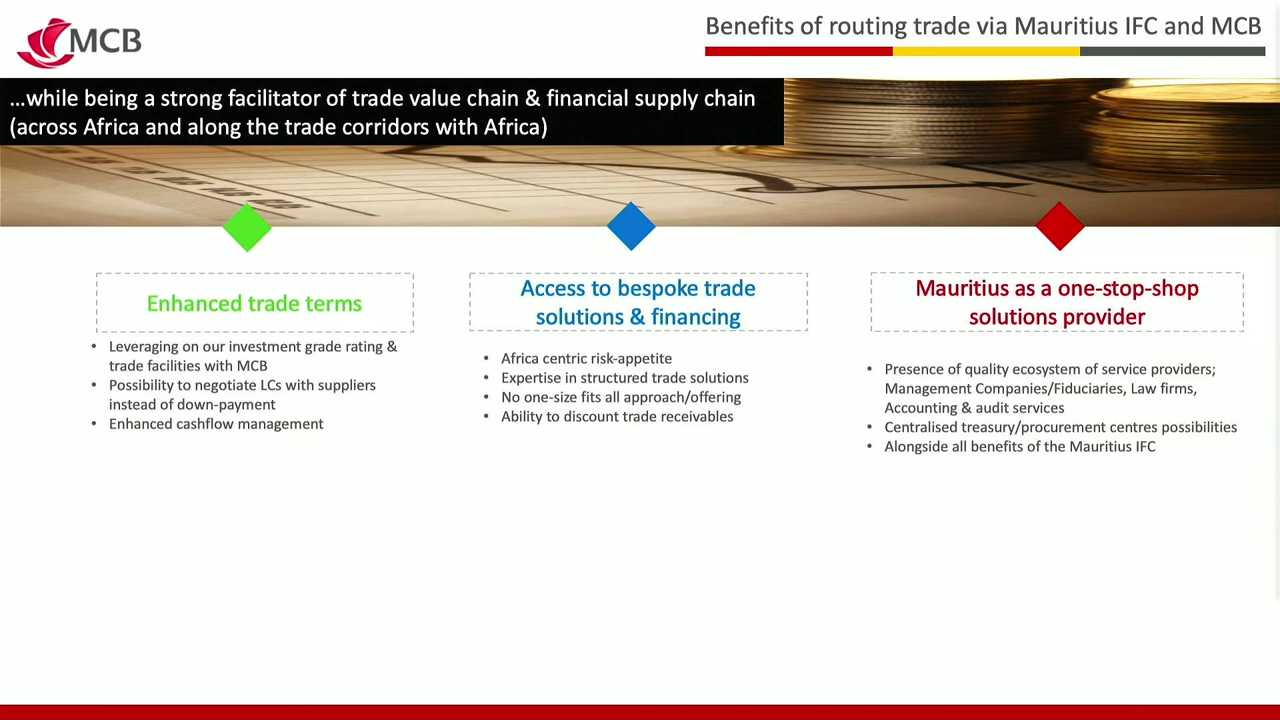 MCB
Benefits of routing trade via Mauritius IFC and MCB
...while being a strong facilitator of trade value chain & financial supply chain
(across Africa and along the trade corridors with Africa)
Enhanced trade terms
• Leveraging on our investment grade rating &
trade facilities with MCB
• Possibility to negotiate LCs with suppliers
instead of down-payment
• Enhanced cashflow management
Access to bespoke trade
solutions & financing
• Africa centric risk-appetite
• Expertise in structured trade solutions
• No one-size fits all approach/offering
• Ability to discount trade receivables
Mauritius as a one-stop-shop
solutions provider
• Presence of quality ecosystem of service providers;
Management Companies/Fiduciaries, Law firms,
Accounting & audit services
• Centralised treasury/procurement centres possibilities
• Alongside all benefits of the Mauritius IFC